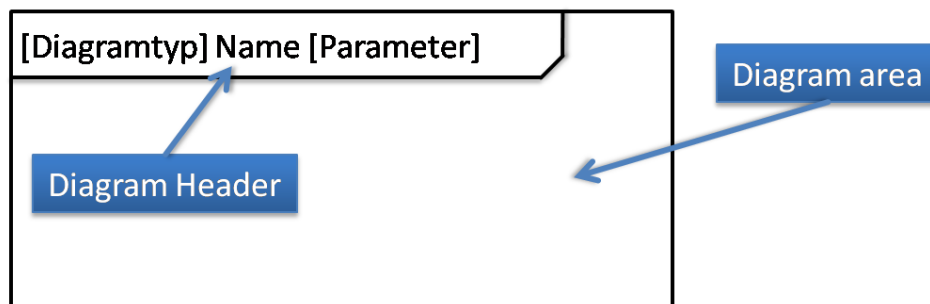 [Diagramtyp] Name [Parameter]
Diagram area
Diagram Header